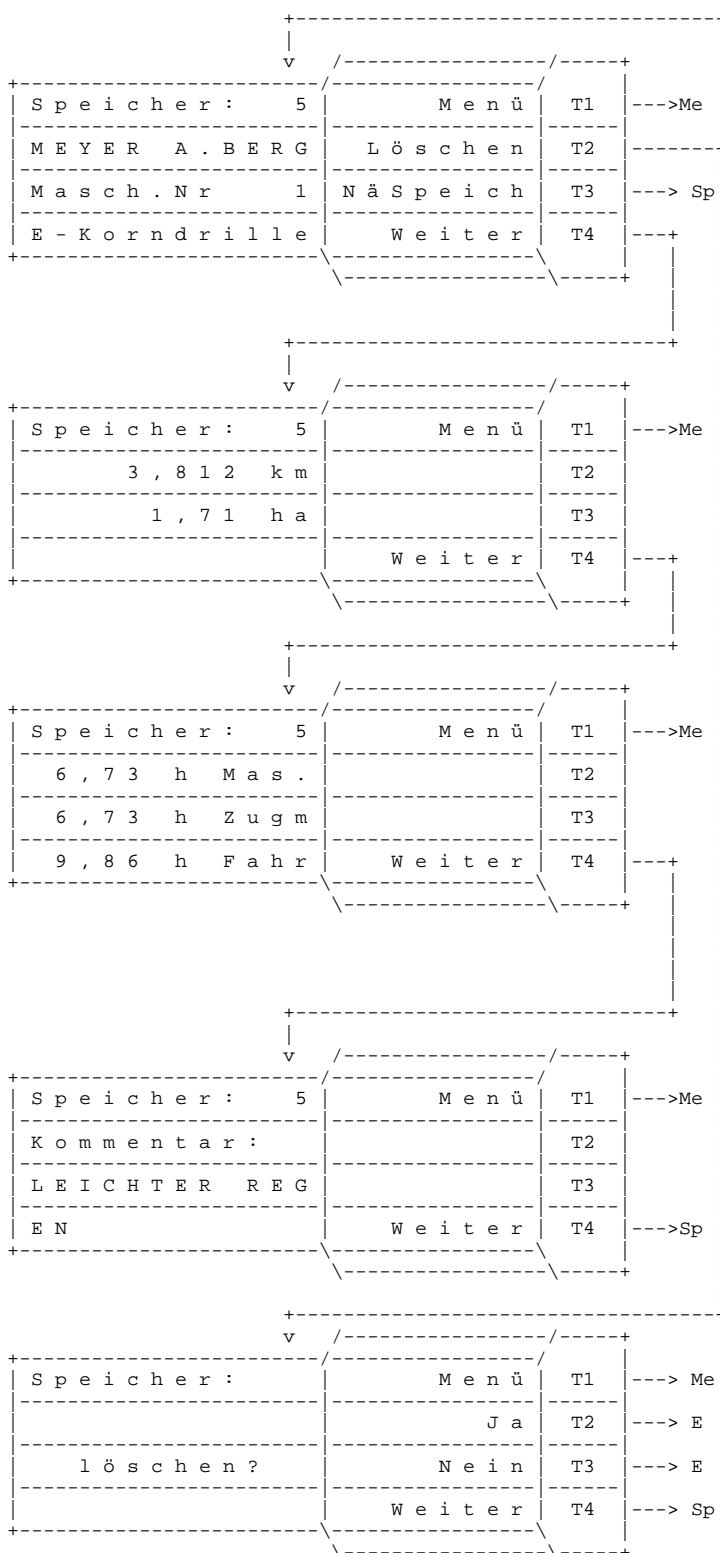 Speicher: 5 Menü T1 --->Me
MEYER A.BERG Löschen T2
Masch.Nr 1 NäSpeich T3 ---> Sp
E-Korndrille Weiter T4
Speicher: 5 Menü T1 --->Me
3,812 km T2
1,71 ha T3
Weiter T4
Speicher: 5 Menü T1 --->Me
6,73 h Mas. T2
6,73 h Zugm T3
9,86 h Fahr Weiter T4
Speicher: 5 Menü T1 --->Me
Kommentar: T2
LEICHTER REG T3
EN Weiter T4 --->Sp
Speicher: Menü T1 ---> Me
Ja T2 ---> E
löschen? Nein T3 ---> E
Weiter T4 ---> Sp